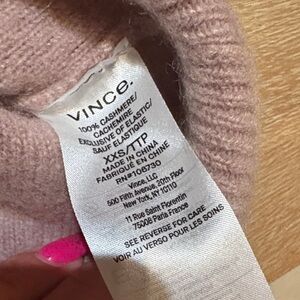 VINCE.
100% CASHMERE/
CACHEMIRE
EXCLUSIVE OF ELASTIC/
SAUF ELASTIQUE
XXS/TTP
MADE IN CHINA
FABRIQUÉ EN CHINE
RN#108730
Vince, LLC
500 Fifth Avenue, 20th Floor
New York, NY
10110
11 Rue Saint Florentin
75008 Paris France
SEE REVERSE FOR CARE
VOIR AU VERSO POUR LES SOINS